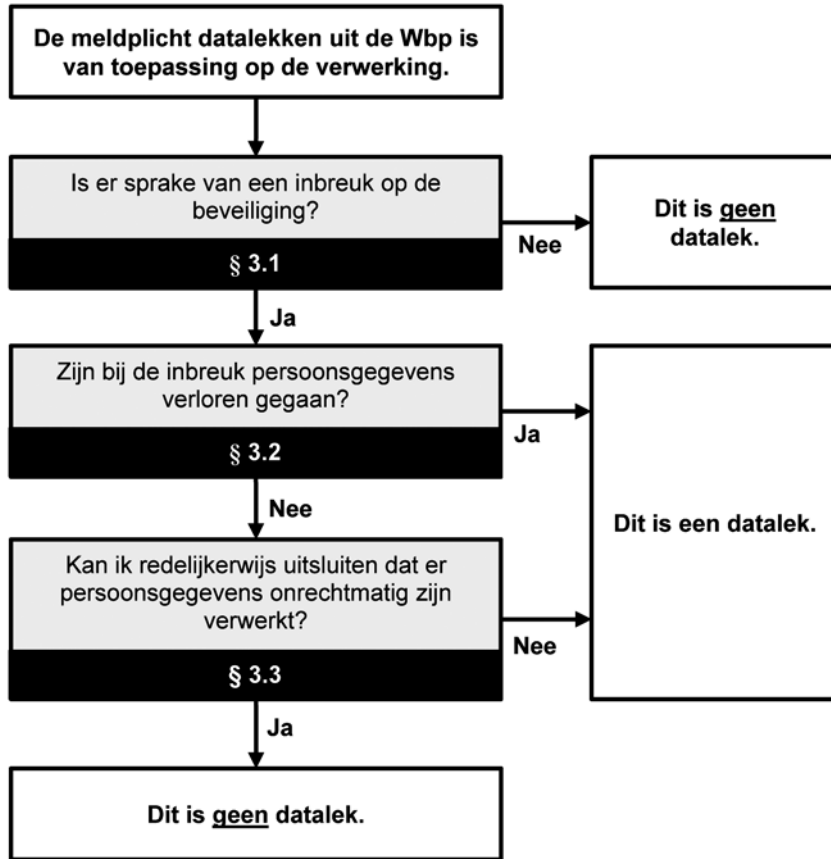 De meldplicht datalekken uit de Wbp is
van toepassing op de verwerking.
Is er sprake van een inbreuk op de
beveiliging?
§ 3.1
Nee
Dit is geen
datalek.
Ja
Zijn bij de inbreuk persoonsgegevens
verloren gegaan?
§ 3.2
Ja
Dit is een datalek.
Nee
Kan ik redelijkerwijs uitsluiten dat er
persoonsgegevens onrechtmatig zijn
verwerkt?
§ 3.3
Nee
Ja
Dit is geen datalek.